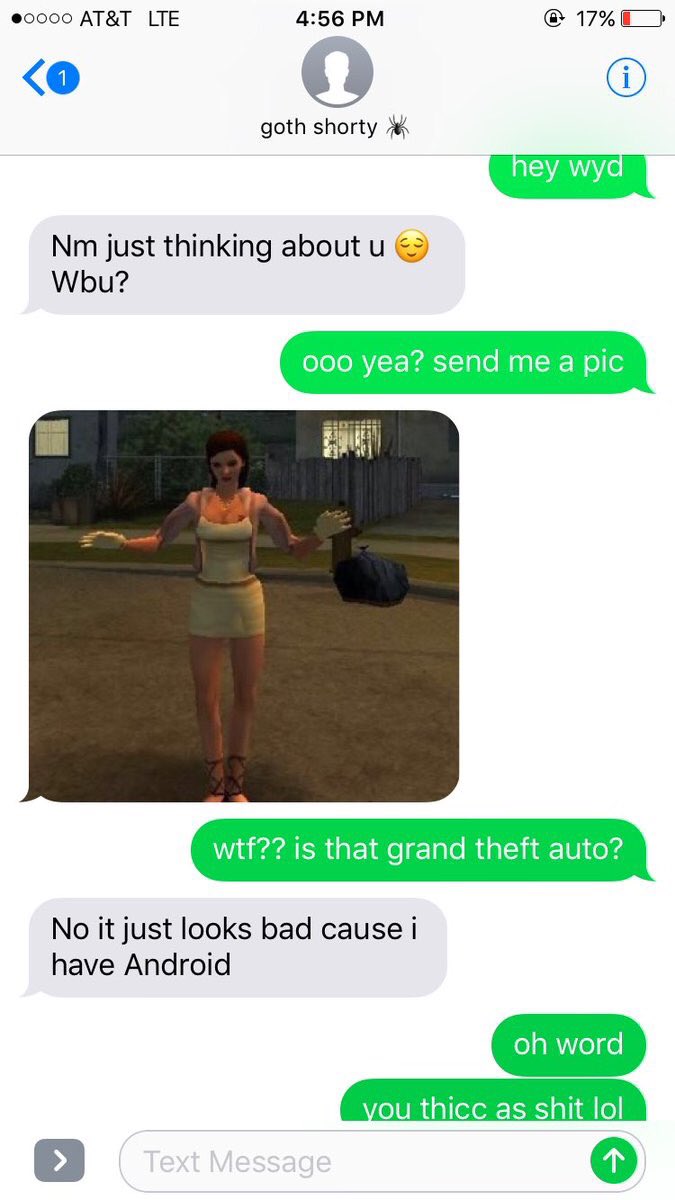 AT&T LTE 4:56 PM 17%
1
goth shorty 🕷
hey wyd
Nm just thinking about u 😌
Wbu?
ooo yea? send me a pic
wtf?? is that grand theft auto?
No it just looks bad cause i
have Android
oh word
you thicc as shit lol
Text Message